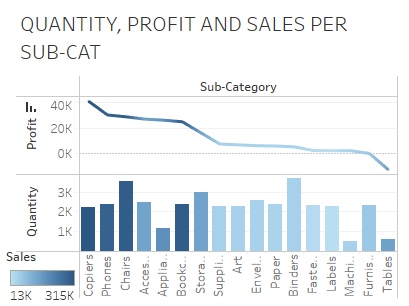 QUANTITY, PROFIT AND SALES PER
SUB-CAT
Sub-Category
Profit
40K
20K
0K
Quantity
3K
2K
1K
Sales
13K 315K
Copiers
Phones
Chairs
Acces..
Applia..
Bookc..
Stora..
Suppli..
Art
Envel..
Paper
Binders
Faste..
Labels
Machi..
Furnis..
Tables